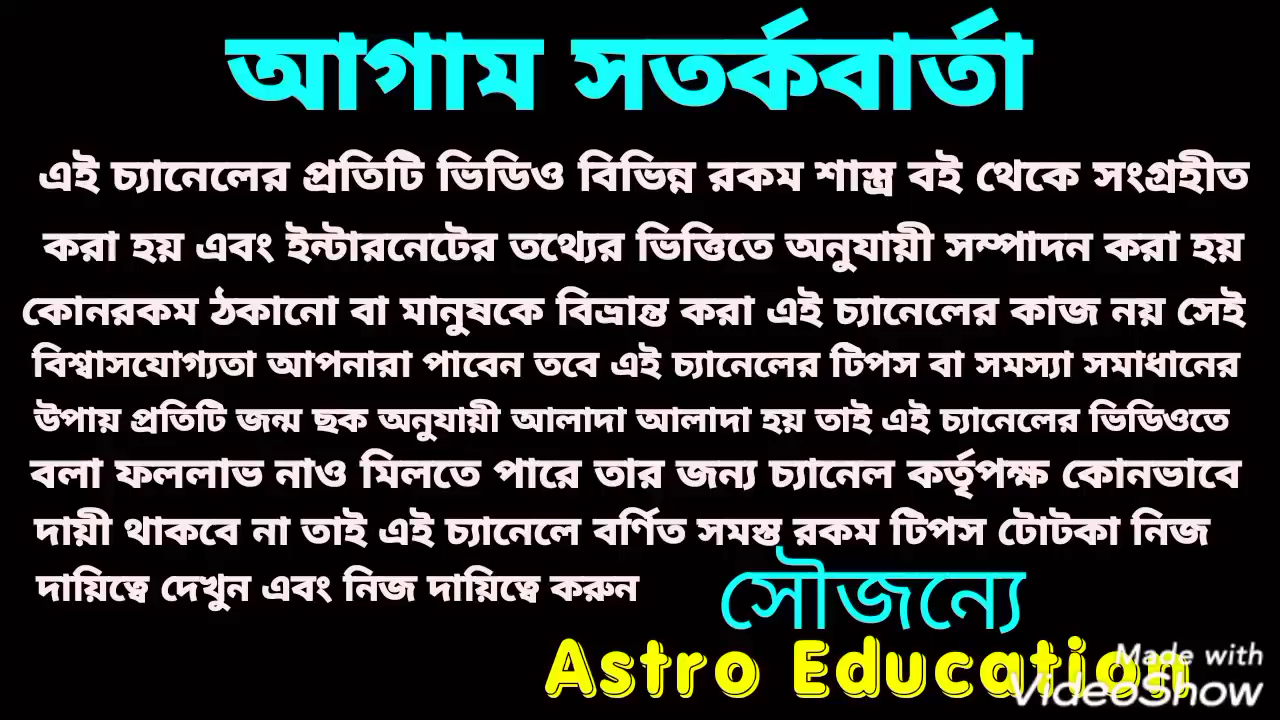 আগাম সতর্কবার্তা
এই চ্যানেলের প্রতিটি ভিডিও বিভিন্ন রকম শাস্ত্র বই থেকে সংগ্রহীত
করা হয় এবং ইন্টারনেটের তথ্যের ভিত্তিতে অনুযায়ী সম্পাদন করা হয়
কোনরকম ঠকানো বা মানুষকে বিভ্রান্ত করা এই চ্যানেলের কাজ নয় সেই
বিশ্বাসযোগ্যতা আপনারা পাবেন তবে এই চ্যানেলের টিপস বা সমস্যা সমাধানের
উপায় প্রতিটি জন্ম ছক অনুযায়ী আলাদা আলাদা হয় তাই এই চ্যানেলের ভিডিওতে
বলা ফললাভ নাও মিলতে পারে তার জন্য চ্যানেল কর্তৃপক্ষ কোনভাবে
দায়ী থাকবে না তাই এই চ্যানেলে বর্ণিত সমস্ত রকম টিপস টোটকা নিজ
দায়িত্বে দেখুন এবং নিজ দায়িত্বে করুন
সৌজন্যে
Astro Education
Made with
VideoShow